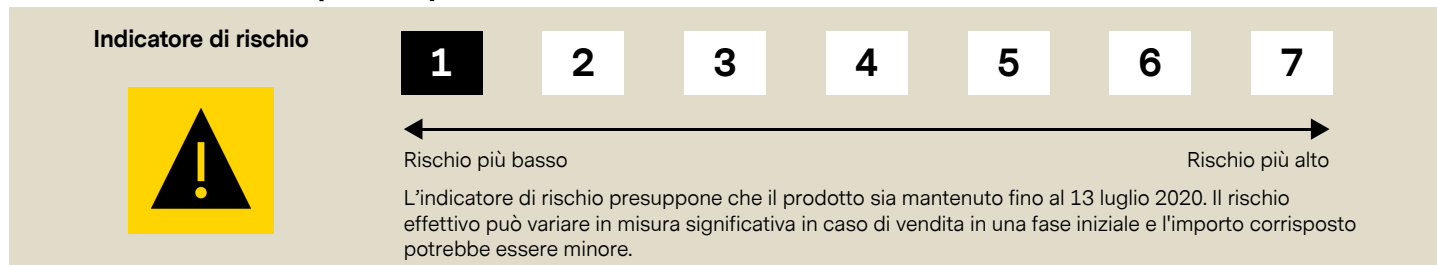 Indicatore di rischio
1 2 3 4 5 6 7
Rischio più basso Rischio più alto
L'indicatore di rischio presuppone che il prodotto sia mantenuto fino al 13 luglio 2020. Il rischio
effettivo può variare in misura significativa in caso di vendita in una fase iniziale e l'importo corrisposto
potrebbe essere minore.